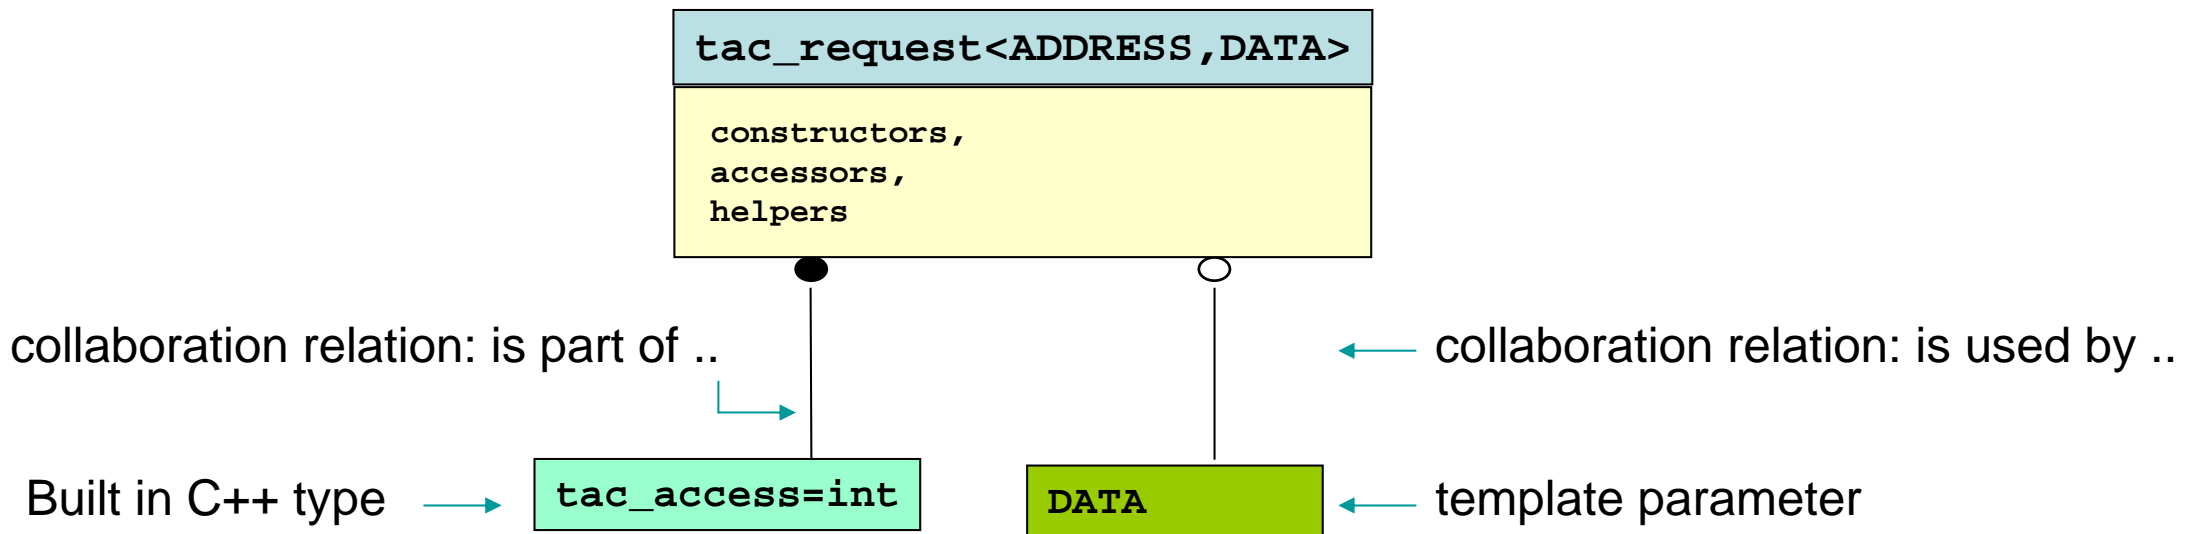 tac_request<ADDRESS,DATA>
constructors,
accessors,
helpers
collaboration relation: is part of ..
collaboration relation: is used by ..
Built in C++ type
tac_access=int
DATA
template parameter